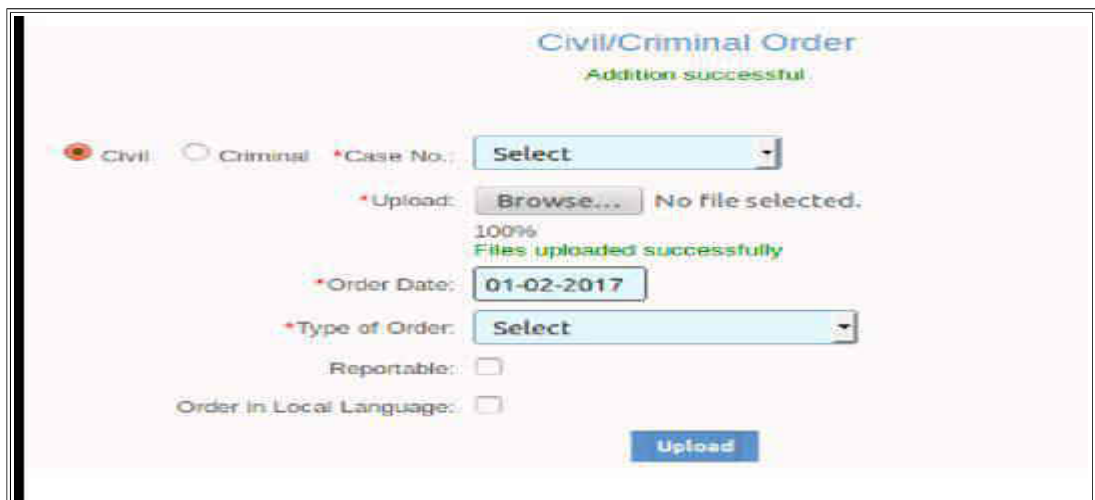 Civil/Criminal Order
Addition successful
Civil Criminal *Case No.: Select
*Upload: Browse... No file selected.
100%
Files uploaded successfully
*Order Date: 01-02-2017
*Type of Order: Select
Reportable:
Order in Local Language:
Upload